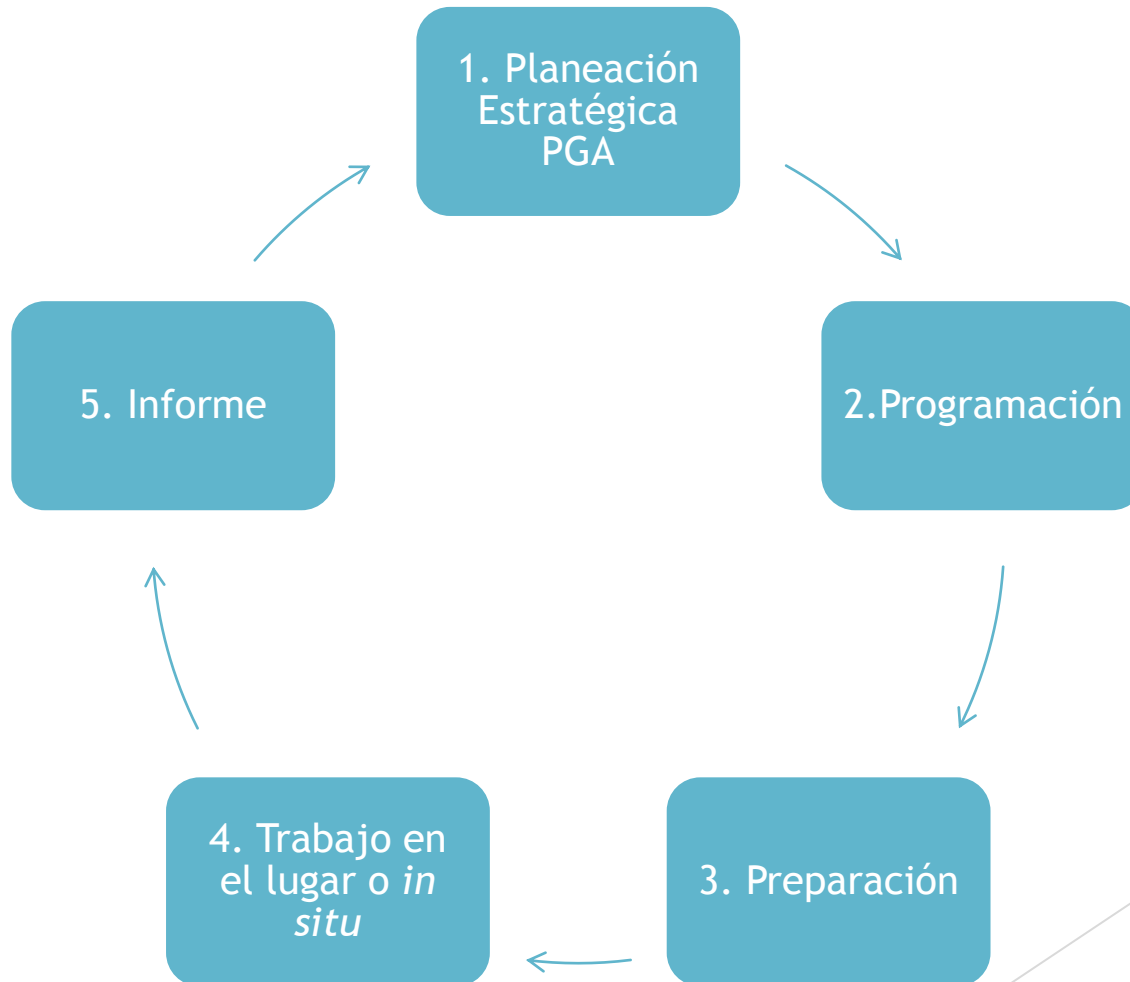 1. Planeación
Estratégica
PGA
2.Programación
3. Preparación
4. Trabajo en
el lugar o in
situ
5. Informe